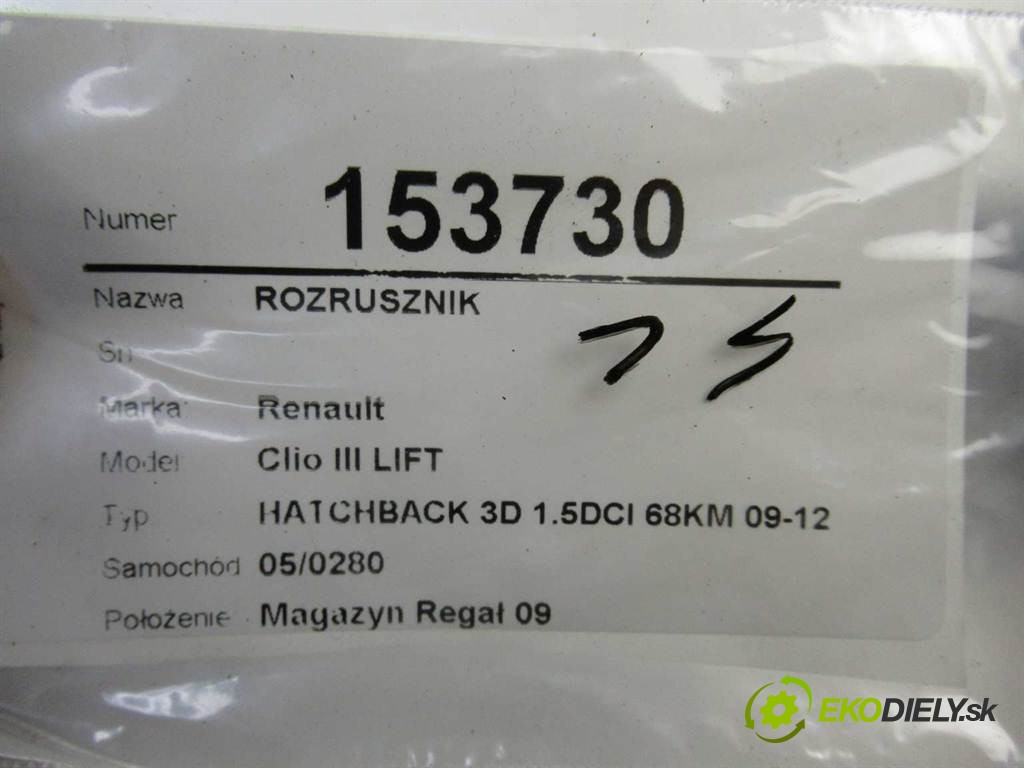 Numer 153730
Nazwa ROZRUSZNIK
Sn
Marka Renault
Model Clio III LIFT
Typ HATCHBACK 3D 1.5DCI 68KM 09-12
Samochód 05/0280
Położenie Magazyn Regał 09
EKODIELY.sk